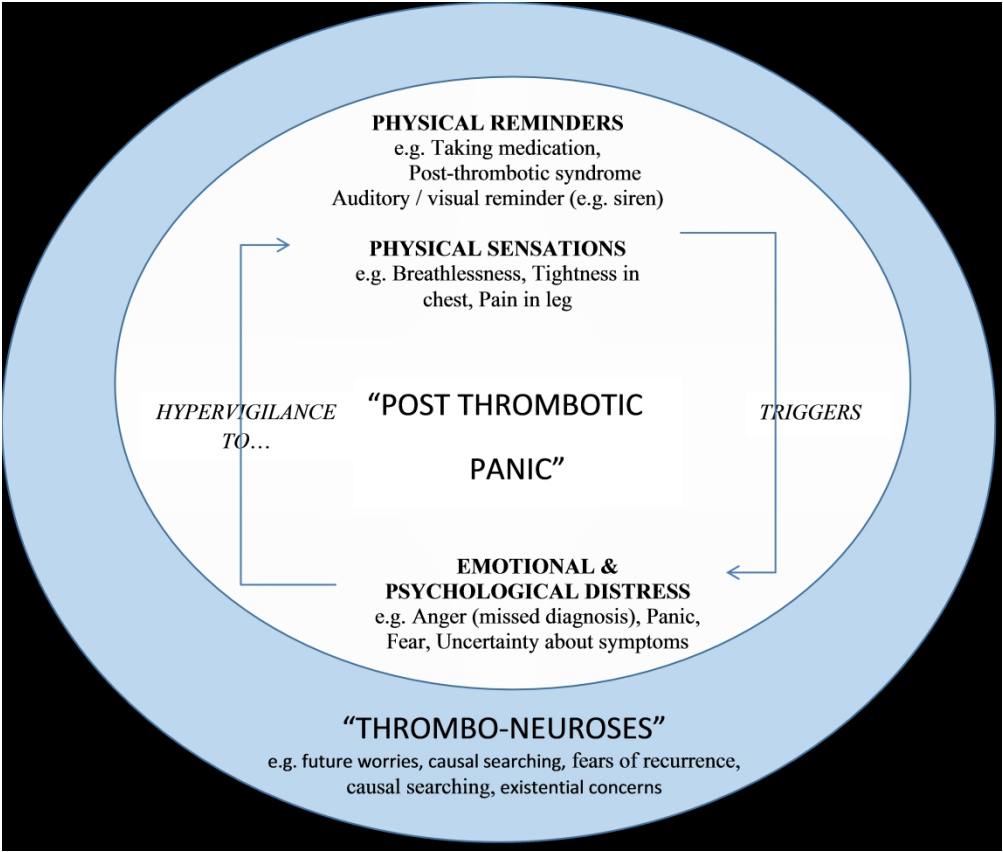 PHYSICAL REMINDERS
e.g. Taking medication,
Post-thrombotic syndrome
Auditory / visual reminder (e.g. siren)
PHYSICAL SENSATIONS
e.g. Breathlessness, Tightness in
chest, Pain in leg
HYPERVIGILANCE
TO…
“POST THROMBOTIC
PANIC”
TRIGGERS
EMOTIONAL &
PSYCHOLOGICAL DISTRESS
e.g. Anger (missed diagnosis), Panic,
Fear, Uncertainty about symptoms
“THROMBO-NEUROSES”
e.g. future worries, causal searching, fears of recurrence,
causal searching, existential concerns